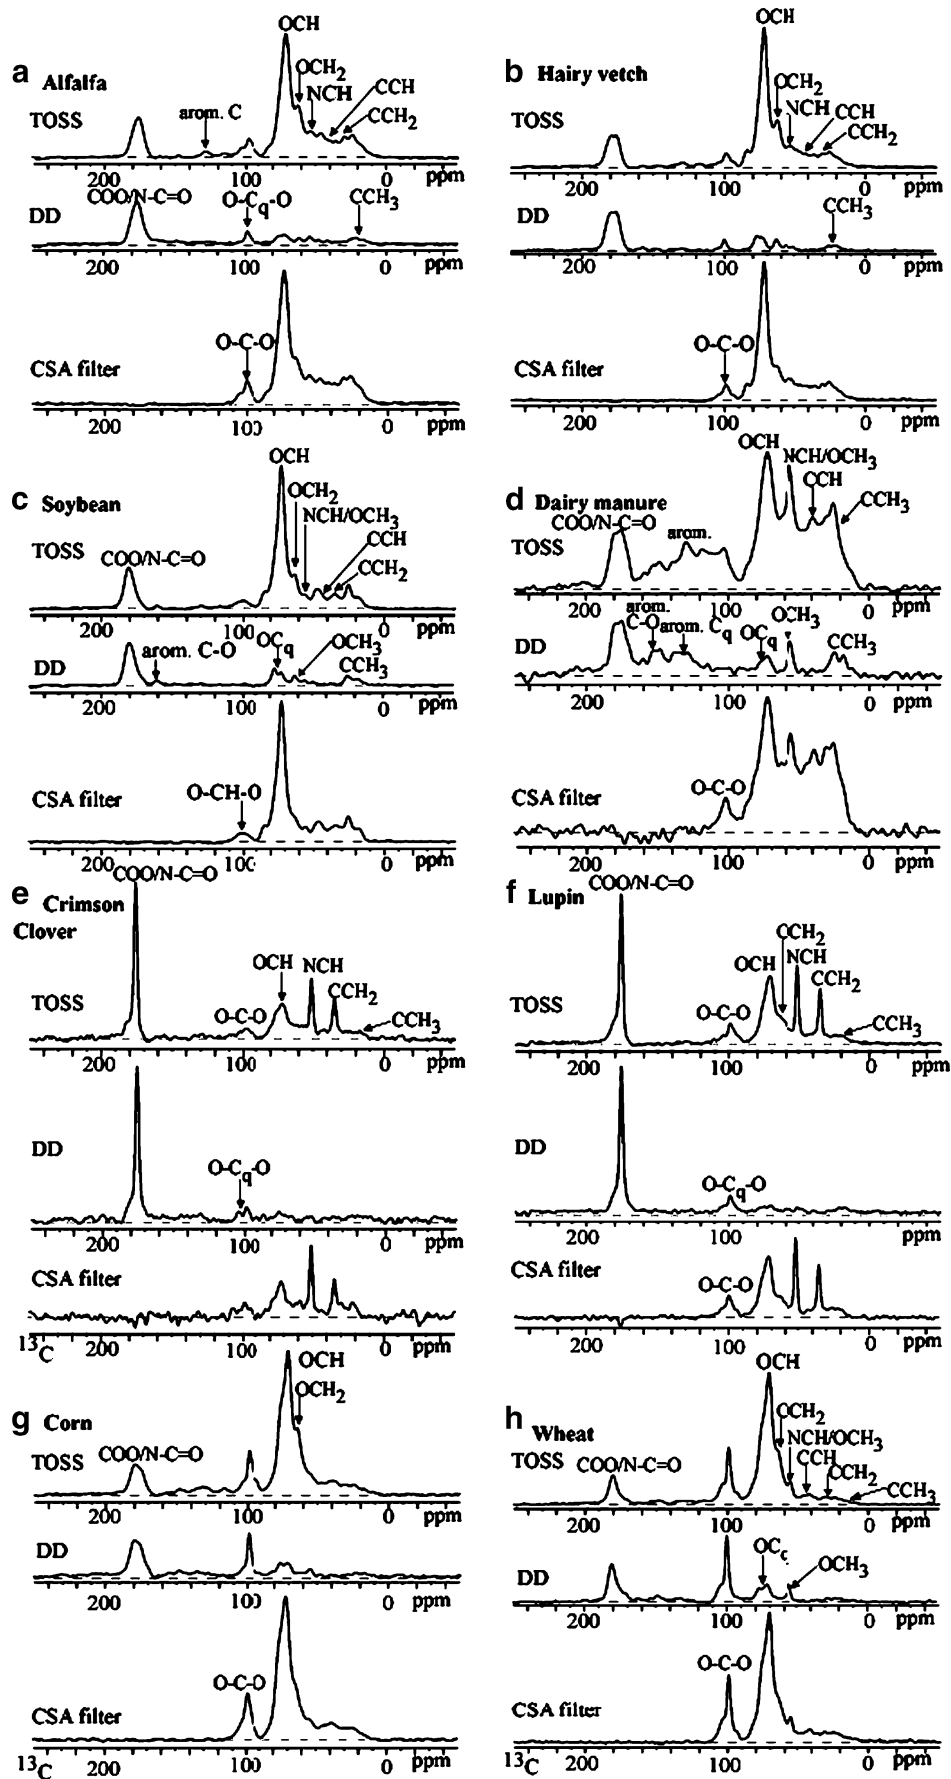 a Alfalfa
TOSS
OCH
OCH2
NCH
CCH
CCH2
arom. C
200 100 0 ppm
DD
COO/N-C=O
O-Cq-O
CCH3
200 100 0 ppm
CSA filter
O-C-O
200 100 0 ppm
b Hairy vetch
TOSS
OCH
OCH2
NCH
CCH
CCH2
200 100 0 ppm
DD
CCH3
200 100 0 ppm
CSA filter
O-C-O
200 100 0 ppm
c Soybean
TOSS
COO/N-C=O
OCH
OCH2
NCH/OCH3
CCH
CCH2
200 100 0 ppm
DD
arom. C-O
OCq
OCH3
CCH3
200 100 0 ppm
CSA filter
O-CH-O
200 100 0 ppm
d Dairy manure
TOSS
COO/N-C=O
arom.
OCH
NCH/OCH3
CCH
CCH3
200 100 0 ppm
DD
arom.
C-O
arom. Cq
OCq
OCH3
CCH3
200 100 0 ppm
CSA filter
O-C-O
200 100 0 ppm
e Crimson
Clover
TOSS
COO/N-C=O
O-C-O
OCH
NCH
CCH2
CCH3
200 100 0 ppm
DD
O-Cq-O
200 100 0 ppm
CSA filter
13C 200 100 0 ppm
f Lupin
TOSS
COO/N-C=O
O-C-O
OCH
CCH2
NCH
CCH2
CCH3
200 100 0 ppm
DD
O-Cq-O
200 100 ppm
CSA filter
O-C-O
200 100 0 ppm
g Corn
TOSS
COO/N-C=O
OCH
OCH2
200 100 0 ppm
DD
200 100 0 ppm
CSA filter
O-C-O
13C 200 100 0 ppm
h Wheat
TOSS
COO/N-C=O
OCH
OCH2
NCH/OCH3
CCH
CCH2
CCH3
200 100 0 ppm
DD
OCH3
200 100 0 ppm
CSA filter
O-C-O
13C 200 100 0 ppm